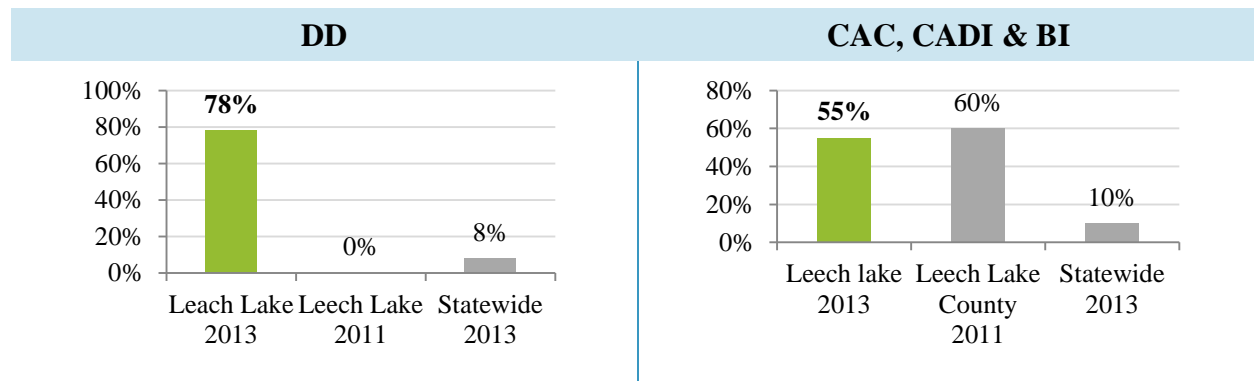 DD
CAC, CADI & BI
100%
80%
60%
40%
20%
0%
78%
0%
8%
Leach Lake
2013
Leech Lake
2011
Statewide
2013
80%
60%
40%
20%
0%
55%
60%
10%
Leech lake
2013
Leech Lake
County
2011
Statewide
2013